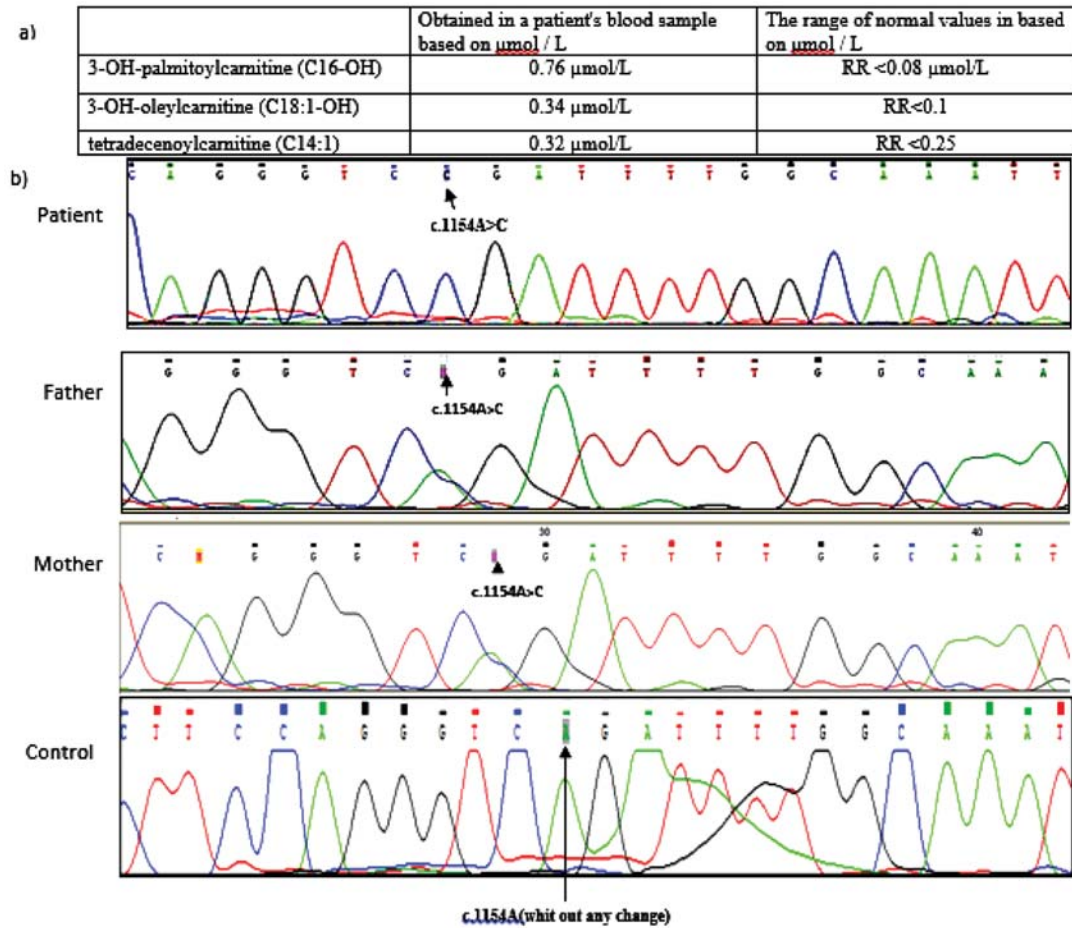 a)
Obtained in a patient's blood sample based on µmol / L
The range of normal values in based on µmol / L
3-OH-palmitoylcarnitine (C16-OH) 0.76 µmol/L RR <0.08 µmol/L
3-OH-oleylcarnitine (C18:1-OH) 0.34 µmol/L RR<0.1
tetradecenoylcarnitine (C14:1) 0.32 µmol/L RR <0.25
b)
G A G G G T C C G A T T T T G G C A A A T T
Patient
c.1154A>C
G G G T C G A T T T T G G C A A A
Father
c.1154A>C
30 40
C G G G T C G A T T T T G G C A A A T
Mother
c.1154A>C
C T T C C A G G G T C A G A T T T T G G C A A A T
Control
c.1154A(whit out any change)